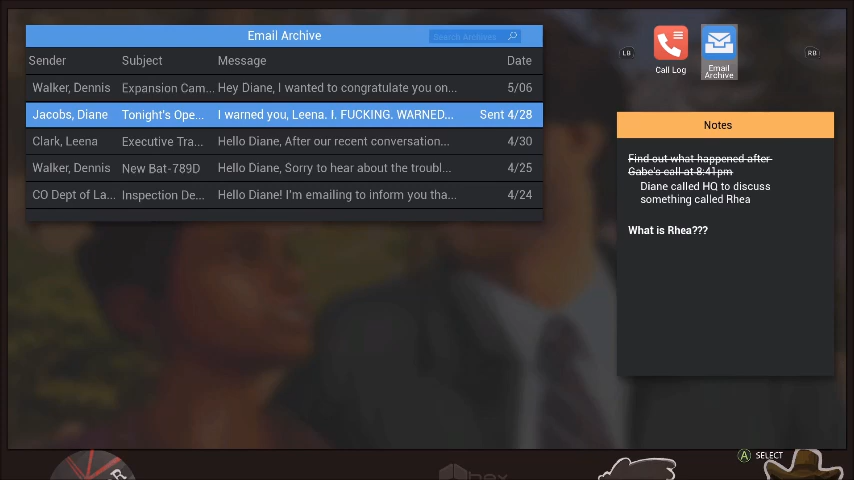 Email Archive
Search Archives
LB
Call Log
Email
Archive
RB
Sender Subject Message Date
Walker, Dennis Expansion Cam... Hey Diane, I wanted to congratulate you on... 5/06
Jacobs, Diane Tonight's Ope... I warned you, Leena. I. FUCKING. WARNED... Sent 4/28
Clark, Leena Executive Tra... Hello Diane, After our recent conversation... 4/30
Walker, Dennis New Bat-789D Hello Diane, Sorry to hear about the troubl... 4/25
CO Dept of La... Inspection De... Hello Diane! I'm emailing to inform you tha... 4/24
Notes
Find out what happened after
Gabe's call at 8:41pm
Diane called HQ to discuss
something called Rhea
What is Rhea???
A SELECT
R